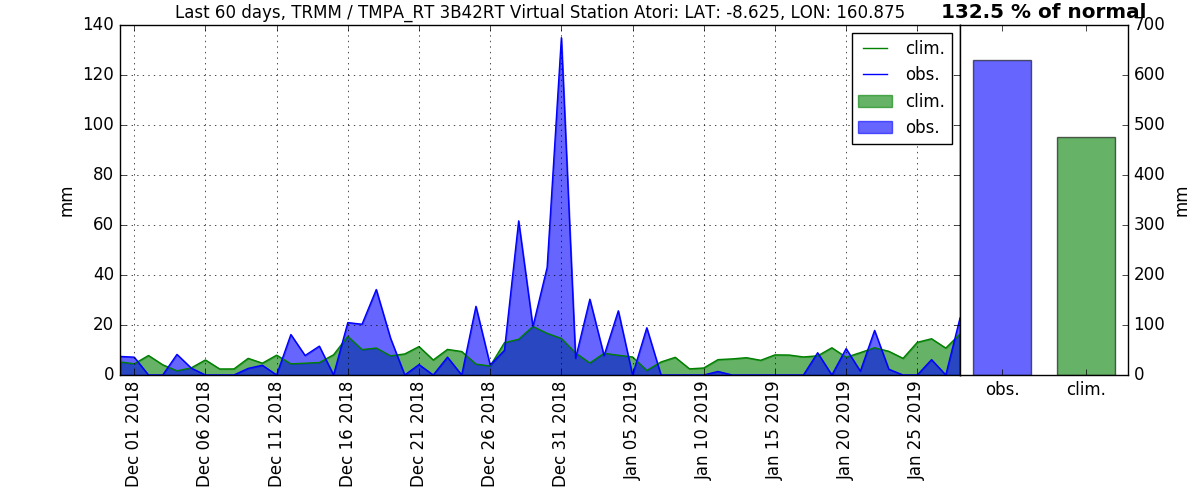 Last 60 days, TRMM / TMPA_RT 3B42RT Virtual Station Atori: LAT: -8.625, LON: 160.875
132.5 % of normal
140
120
100
80
60
40
20
0
mm
clim.
obs.
clim.
obs.
Dec 01 2018
Dec 06 2018
Dec 11 2018
Dec 16 2018
Dec 21 2018
Dec 26 2018
Dec 31 2018
Jan 05 2019
Jan 10 2019
Jan 15 2019
Jan 20 2019
Jan 25 2019
700
600
500
400
300
200
100
0
mm
obs.
clim.